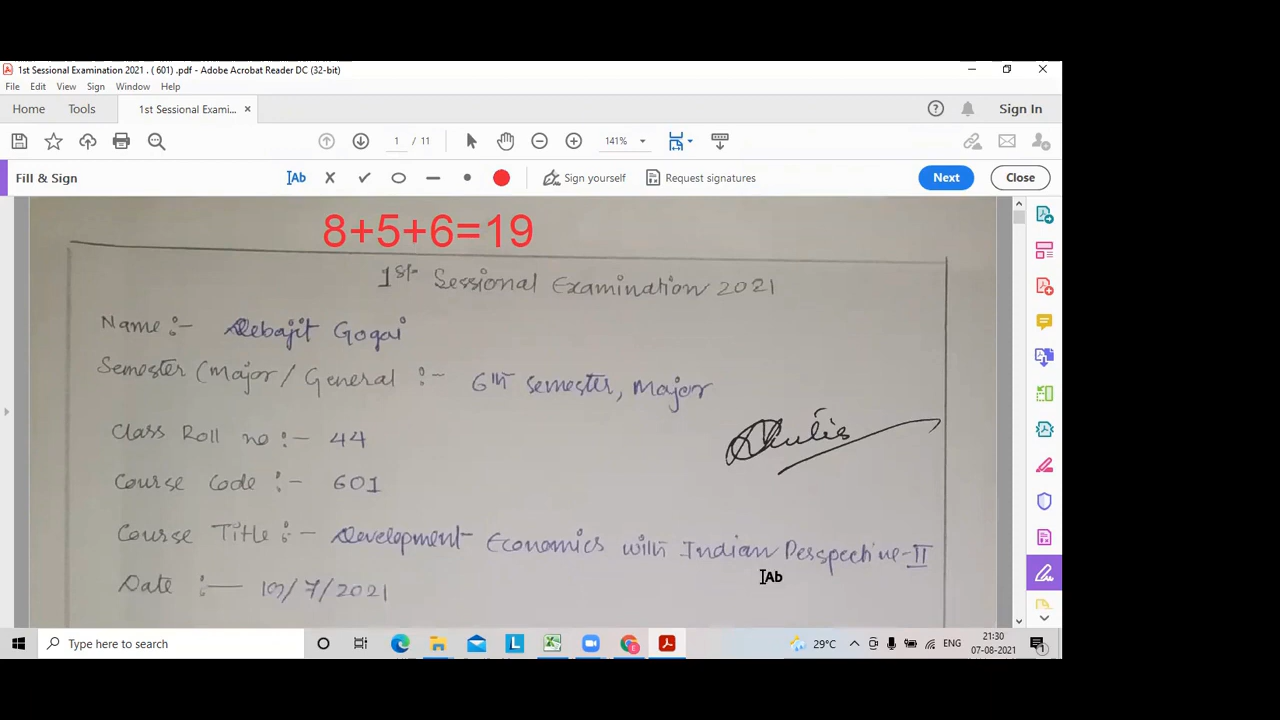 1st Sessional Examination 2021 . ( 601) .pdf - Adobe Acrobat Reader DC (32-bit)
File Edit View Sign Window Help
Home Tools 1st Sessional Exami... × Sign In
1 / 11 141%
Fill & Sign Ab Sign yourself Request signatures Next Close
8+5+6=19
1st Sessional Examination 2021
Name :- Debajit Gogoi
Semester (Major / General :- 6th semester, Major
Class Roll no :- 44
Course Code :- 601
Course Title :- Development Economics with Indian Perspective-II
Ab
Date :- 10/7/2021
Type here to search 29°C ENG 21:30
07-08-2021